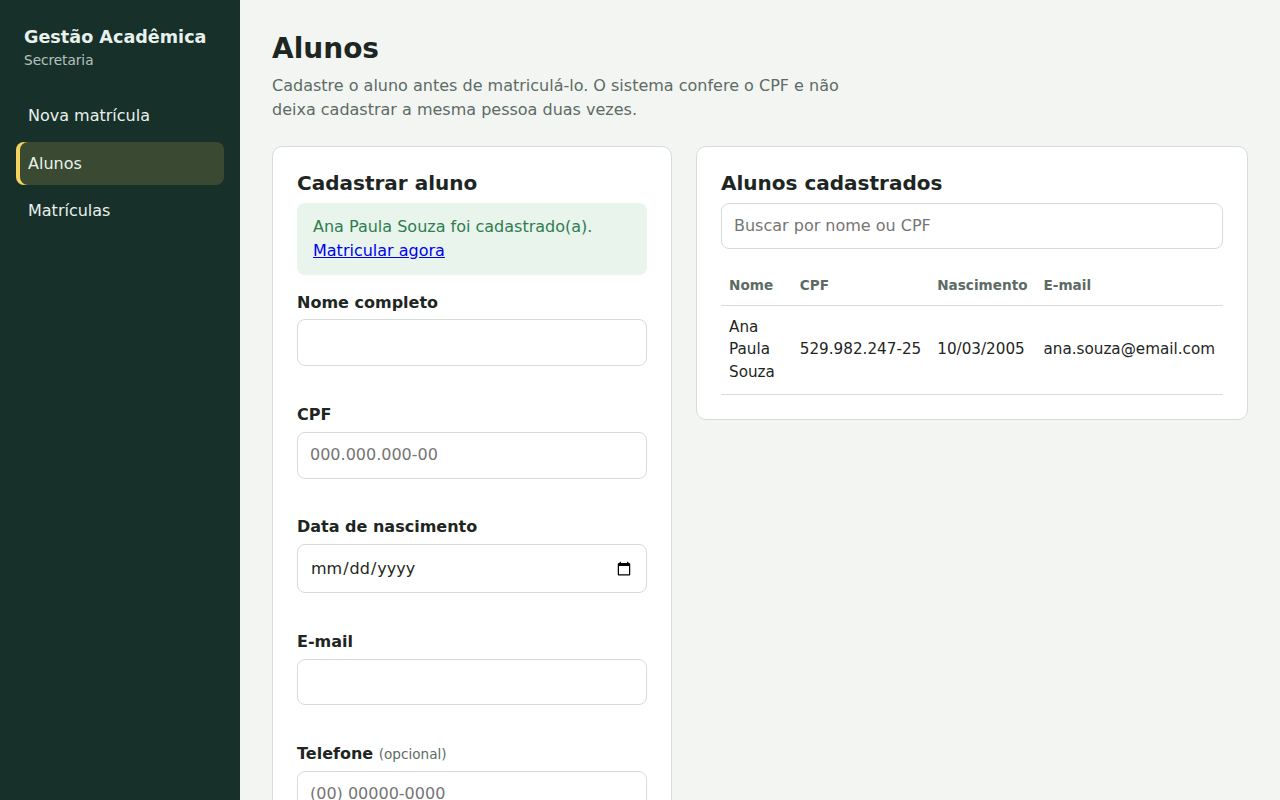 Gestão Acadêmica
Secretaria
Nova matrícula
Alunos
Matrículas
Alunos
Cadastre o aluno antes de matriculá-lo. O sistema confere o CPF e não
deixa cadastrar a mesma pessoa duas vezes.
Cadastrar aluno
Ana Paula Souza foi cadastrado(a).
Matricular agora
Nome completo
CPF
000.000.000-00
Data de nascimento
mm/dd/yyyy
E-mail
Telefone (opcional)
(00) 00000-0000
Alunos cadastrados
Buscar por nome ou CPF
Nome CPF Nascimento E-mail
Ana
Paula 529.982.247-25 10/03/2005 ana.souza@email.com
Souza